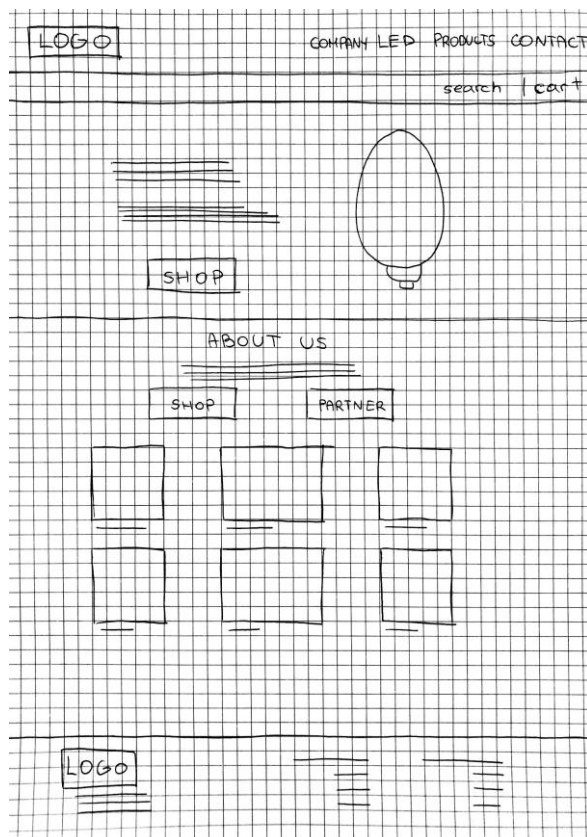 LOGO COMPANY LED PRODUCTS CONTACT
search | cart
SHOP
ABOUT US
SHOP PARTNER
LOGO